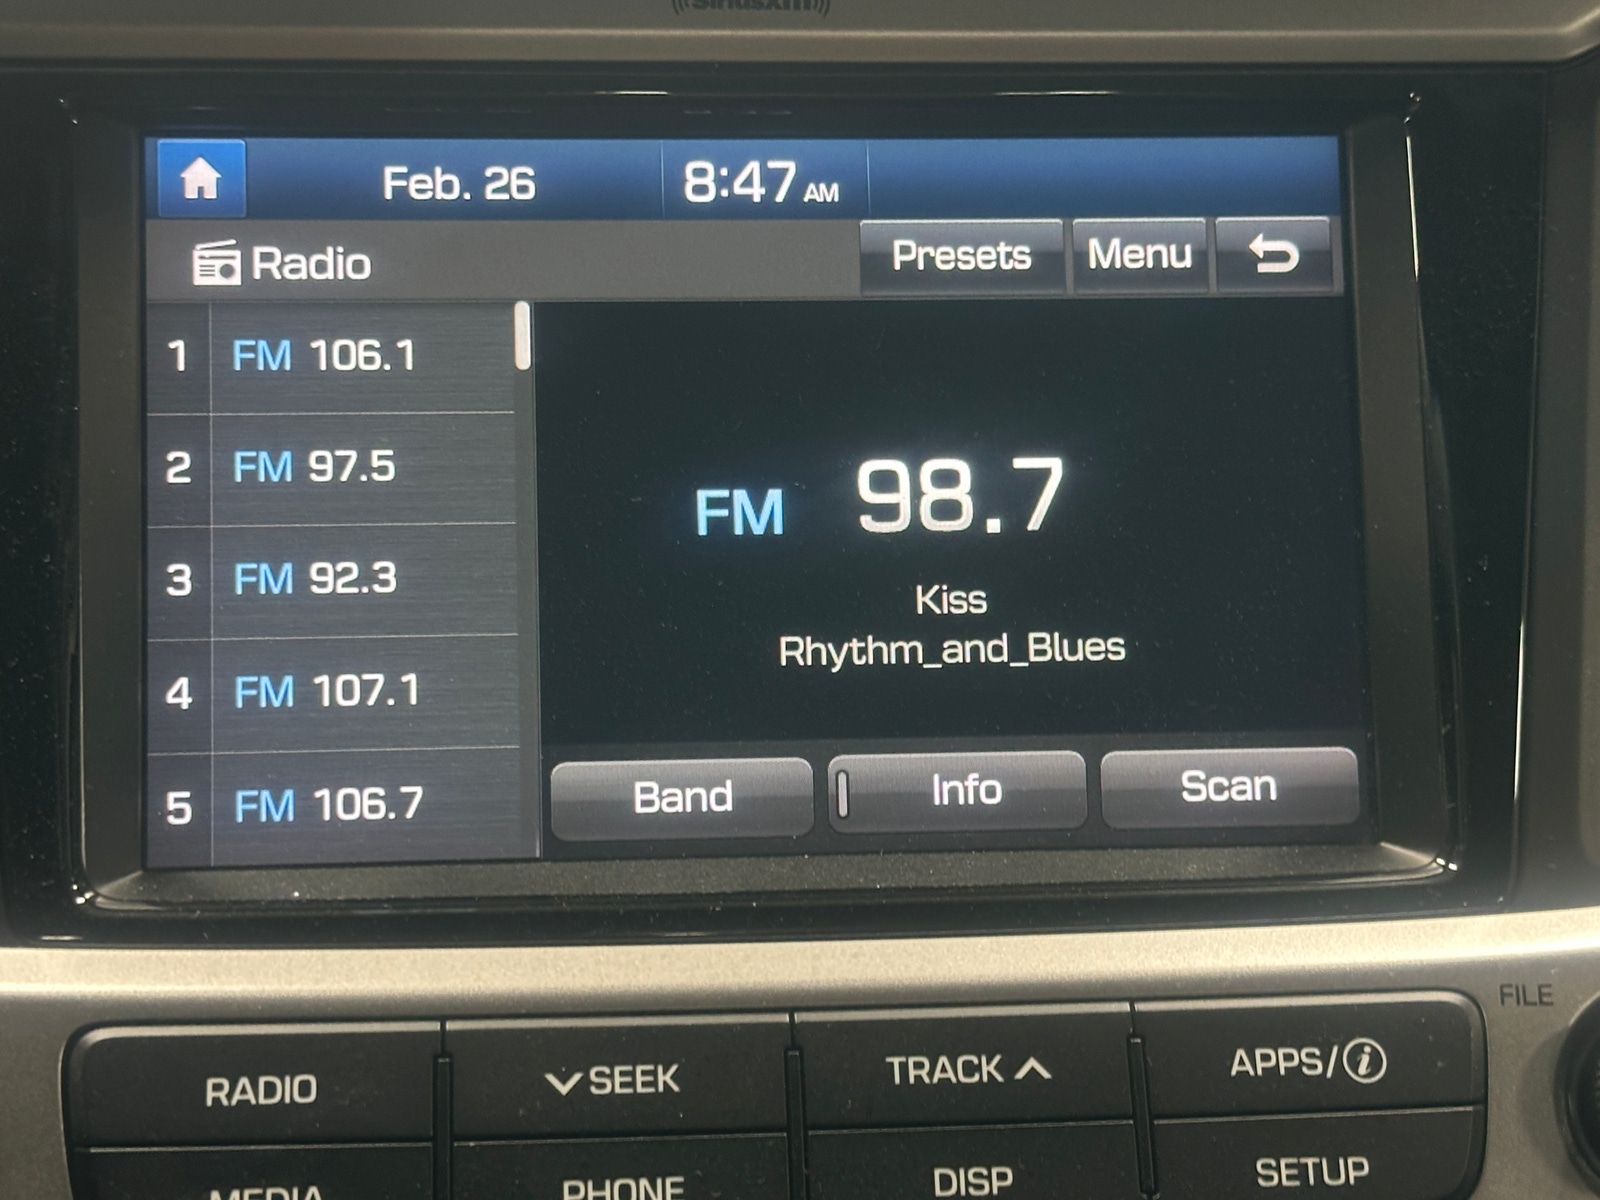 ((SiriusXM))
Feb. 26 8:47 AM
Radio Presets Menu
1 FM 106.1
2 FM 97.5
3 FM 92.3
4 FM 107.1
5 FM 106.7
FM 98.7
Kiss
Rhythm_and_Blues
Band Info Scan
FILE
RADIO SEEK TRACK APPS/i
MEDIA PHONE DISP SETUP